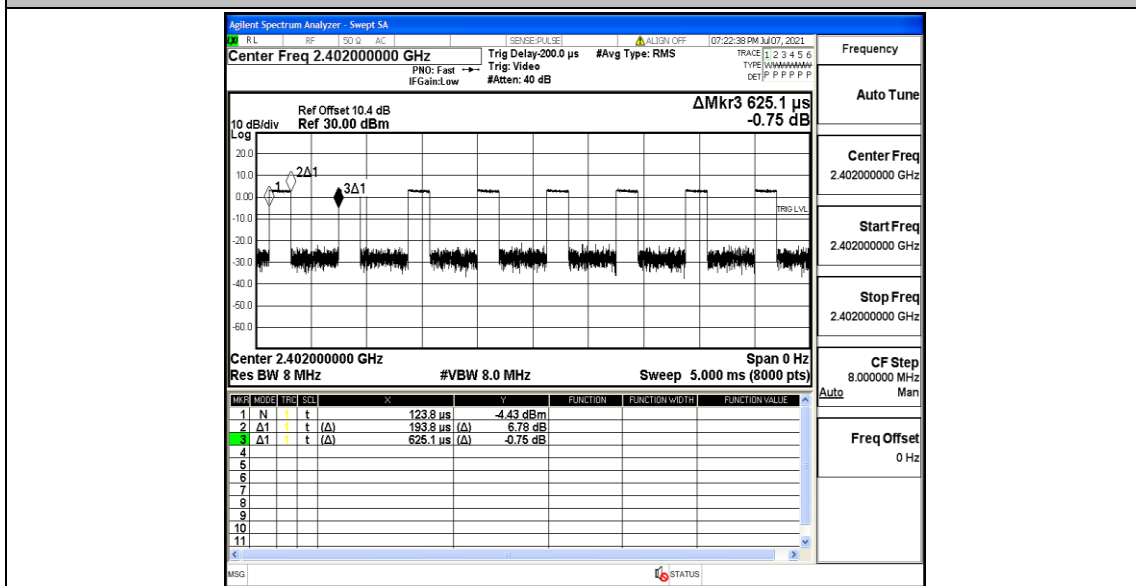 Agilent Spectrum Analyzer - Swept SA
RL RF 50 Ω AC SENSE:PULSE ALIGN OFF 07:22:38 PM Jul 07, 2021
Center Freq 2.402000000 GHz
PNO: Fast
IFGain:Low
Trig Delay-200.0 µs
Trig: Video
#Atten: 40 dB
#Avg Type: RMS
TRACE 1 2 3 4 5 6
TYPE WWWWWW
DET P P P P P P
ΔMkr3 625.1 µs
-0.75 dB
Ref Offset 10.4 dB
10 dB/div Ref 30.00 dBm
Log
20.0
10.0
0.00
-10.0
-20.0
-30.0
-40.0
-50.0
-60.0
1
2Δ1
3Δ1
TRIG LVL
Center 2.402000000 GHz Span 0 Hz
Res BW 8 MHz #VBW 8.0 MHz Sweep 5.000 ms (8000 pts)
MKR MODE TRC SCL X Y FUNCTION FUNCTION WIDTH FUNCTION VALUE
1 N 1 t 123.8 µs -4.43 dBm
2 Δ1 1 t (Δ) 193.8 µs (Δ) 6.78 dB
3 Δ1 1 t (Δ) 625.1 µs (Δ) -0.75 dB
4
5
6
7
8
9
10
11
MSG STATUS
Frequency
Auto Tune
Center Freq
2.402000000 GHz
Start Freq
2.402000000 GHz
Stop Freq
2.402000000 GHz
CF Step
8.000000 MHz
Auto Man
Freq Offset
0 Hz